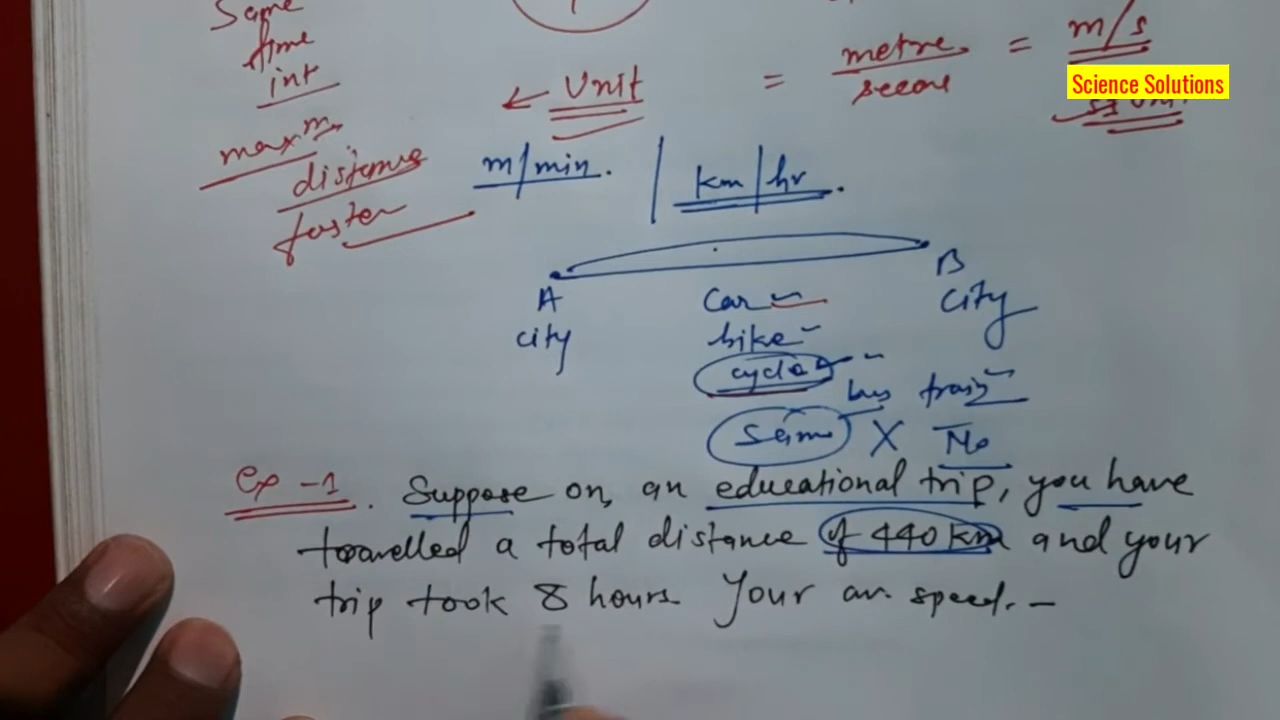 Same
time
int
= metre / = m/s
Science Solutions
← Unit
maxm
distance
faster
m/min. | km/hr.
A
city
B
city
Car
bike
cycle
bus train
X No
Ex -1. Suppose on, an educational trip, you have
travelled a total distance of 440 km and your
trip took 8 hours Your av. speed. -